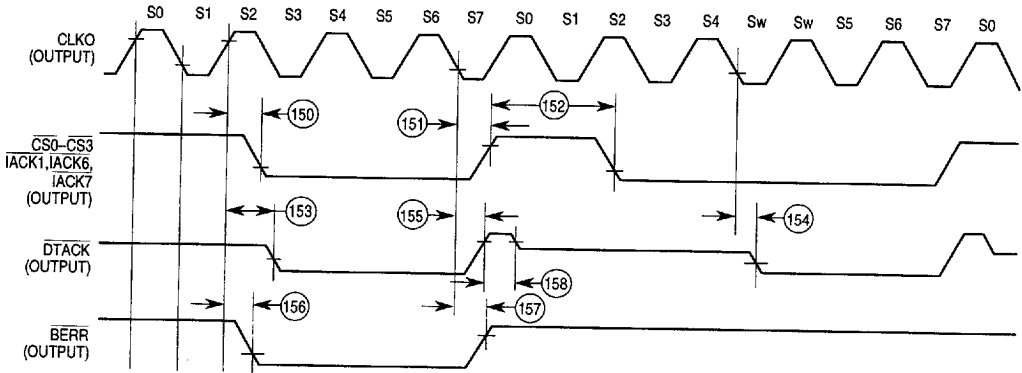 S0 S1 S2 S3 S4 S5 S6 S7 S0 S1 S2 S3 S4 Sw Sw S5 S6 S7 S0
CLKO
(OUTPUT)
150
151
152
CS0–CS3
IACK1,IACK6,
IACK7
(OUTPUT)
153
155
154
DTACK
(OUTPUT)
158
156
157
BERR
(OUTPUT)